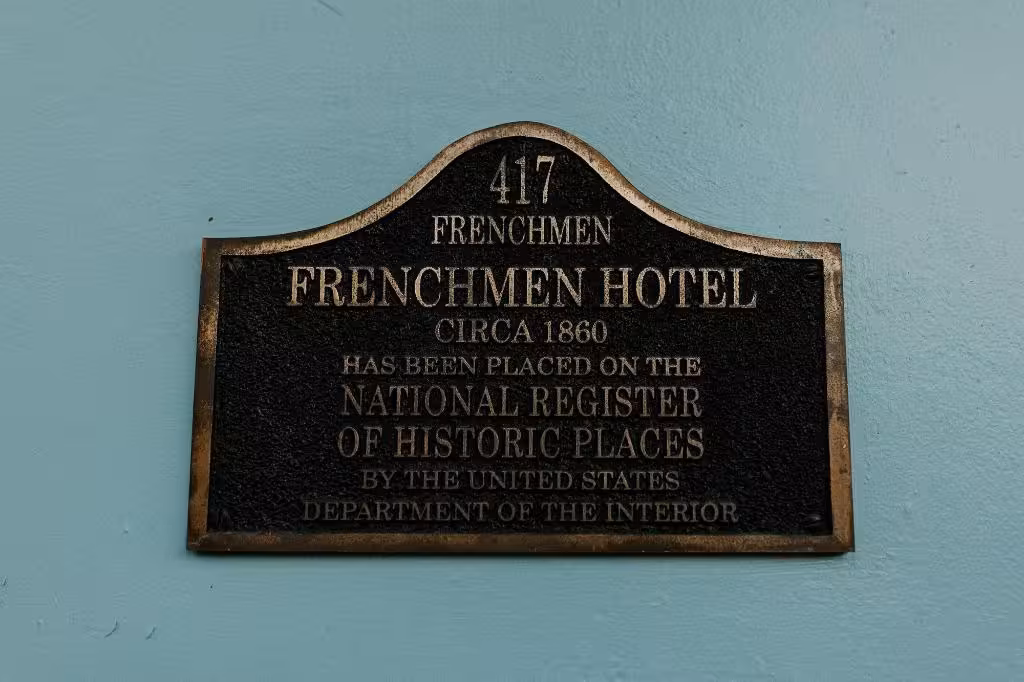 417
FRENCHMEN
FRENCHMEN HOTEL
CIRCA 1860
HAS BEEN PLACED ON THE
NATIONAL REGISTER
OF HISTORIC PLACES
BY THE UNITED STATES
DEPARTMENT OF THE INTERIOR